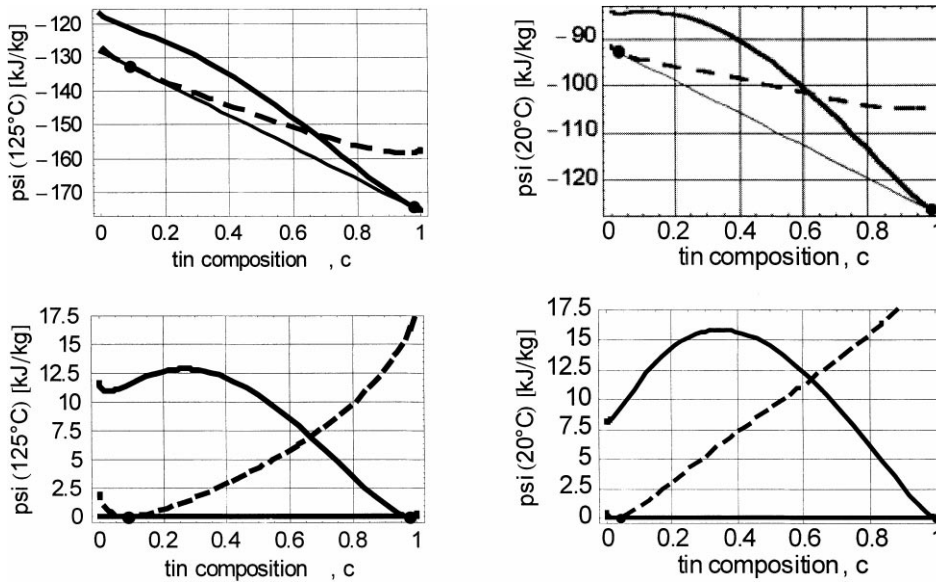 psi (125°C) [kJ/kg]
−120
−130
−140
−150
−160
−170
0 0.2 0.4 0.6 0.8 1
tin composition , c
psi (20°C) [kJ/kg]
−90
−100
−110
−120
0 0.2 0.4 0.6 0.8 1
tin composition , c
psi (125°C) [kJ/kg]
17.5
15
12.5
10
7.5
5
2.5
0
0 0.2 0.4 0.6 0.8 1
tin composition , c
psi (20°C) [kJ/kg]
17.5
15
12.5
10
7.5
5
2.5
0
0 0.2 0.4 0.6 0.8 1
tin composition , c